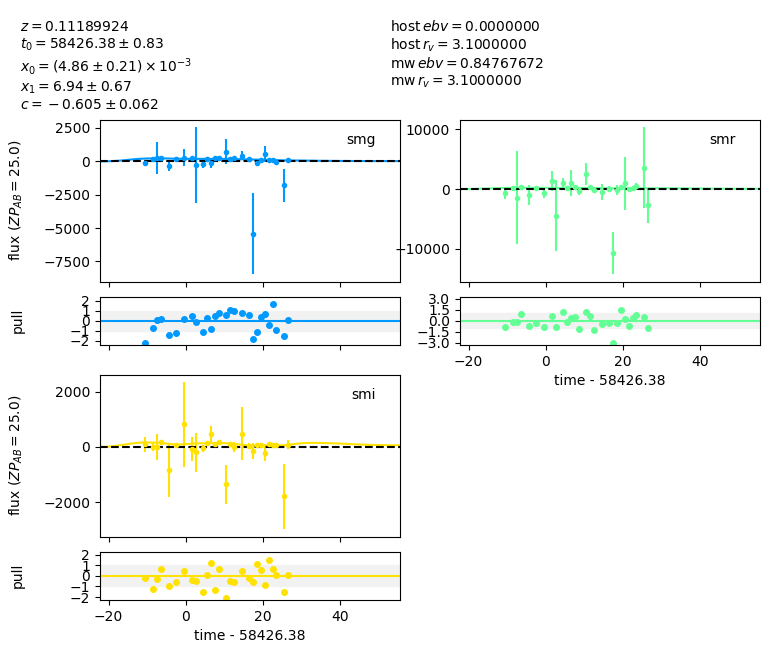 z = 0.11189924
t₀ = 58426.38 ± 0.83
x₀ = (4.86 ± 0.21) × 10⁻³
x₁ = 6.94 ± 0.67
c = −0.605 ± 0.062
host ebv = 0.0000000
host r_v = 3.1000000
mw ebv = 0.84767672
mw r_v = 3.1000000
smg
flux (ZP_AB = 25.0)
2500
0
−2500
−5000
−7500
smr
10000
0
−10000
pull
2
1
0
−1
−2
3.0
1.5
0.0
−1.5
−3.0
−20
0
20
40
time - 58426.38
smi
flux (ZP_AB = 25.0)
2000
0
−2000
pull
2
1
0
−1
−2
−20
0
20
40
time - 58426.38